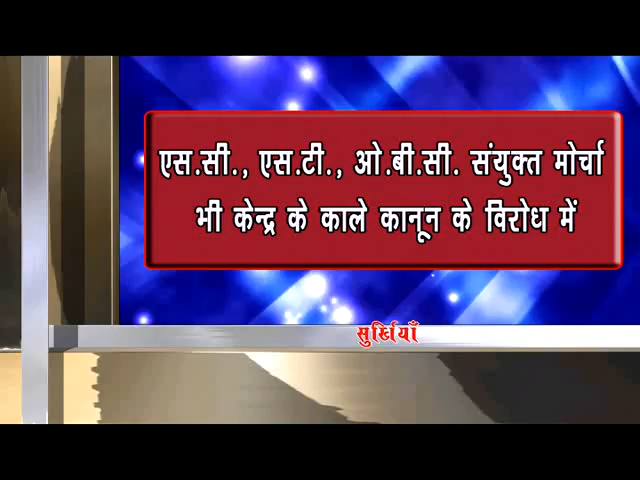 एस.सी., एस.टी., ओ.बी.सी. संयुक्त मोर्चा
भी केन्द्र के काले कानून के विरोध में
सुर्खियाँ